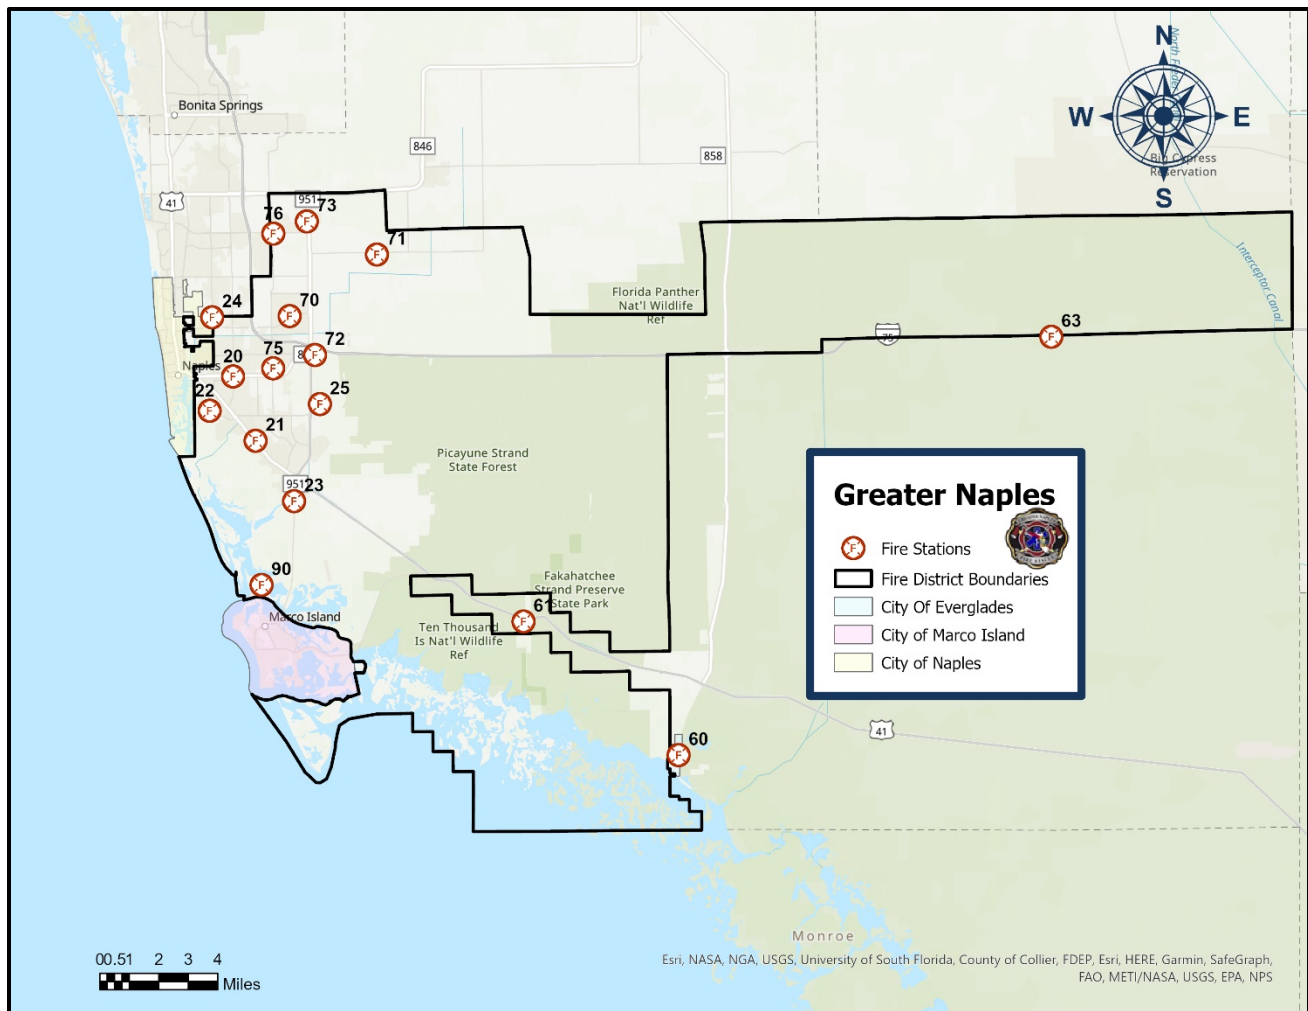 N
W
E
S
North Feeder
Big Cypress
Reservation
Bonita Springs
846
858
41
951
76
73
71
Interceptor Canal
Florida Panther
Nat'l Wildlife
Ref
24
70
63
75
72
75
8
20
Naples
22
25
21
Picayune Strand
State Forest
951
23
Greater Naples
Fire Stations
Fire District Boundaries
City Of Everglades
City of Marco Island
City of Naples
90
Marco Island
Fakahatchee
Strand Preserve
State Park
61
Ten Thousand
Is Nat'l Wildlife
Ref
60
41
Monroe
00.51 2 3 4
Miles
Esri, NASA, NGA, USGS, University of South Florida, County of Collier, FDEP, Esri, HERE, Garmin, SafeGraph,
FAO, METI/NASA, USGS, EPA, NPS